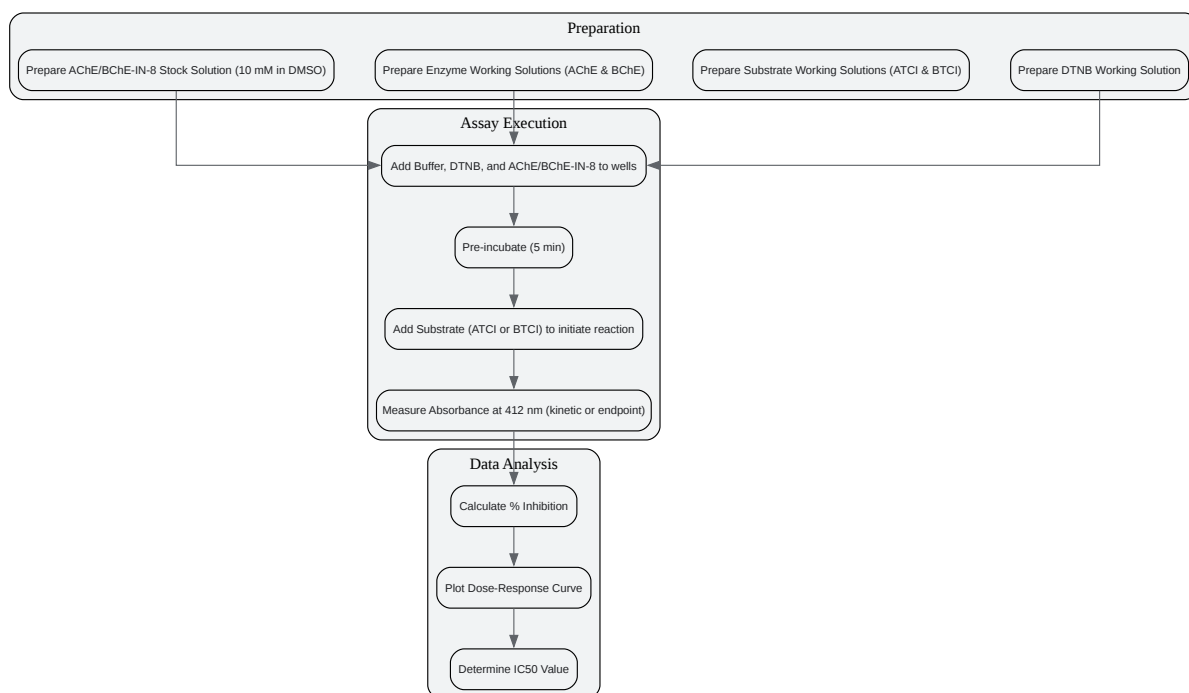 Preparation
Prepare AChE/BChE-IN-8 Stock Solution (10 mM in DMSO)
Prepare Enzyme Working Solutions (AChE & BChE)
Prepare Substrate Working Solutions (ATCI & BTCI)
Prepare DTNB Working Solution
Assay Execution
Add Buffer, DTNB, and AChE/BChE-IN-8 to wells
Pre-incubate (5 min)
Add Substrate (ATCI or BTCI) to initiate reaction
Measure Absorbance at 412 nm (kinetic or endpoint)
Data Analysis
Calculate % Inhibition
Plot Dose-Response Curve
Determine IC50 Value